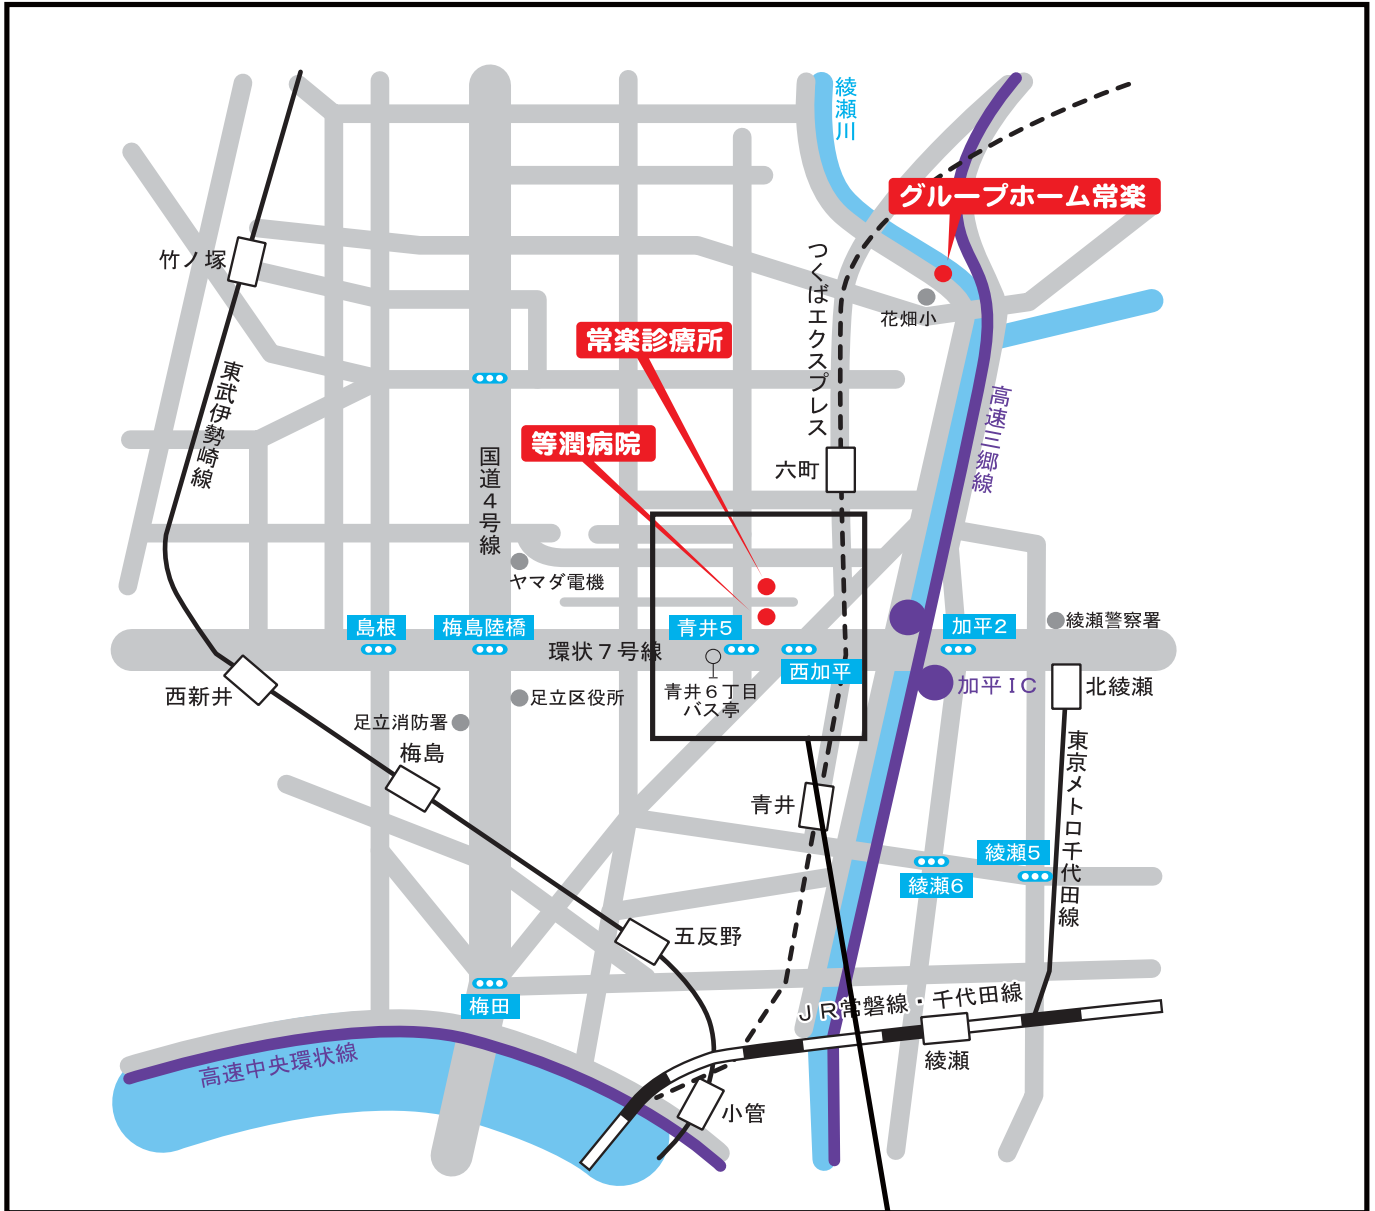 綾瀬川
グループホーム常楽
つくばエクスプレス
竹ノ塚
花畑小
常楽診療所
東武伊勢崎線
高速三郷線
等潤病院
国道4号線
六町
ヤマダ電機
島根
梅島陸橋
環状7号線
青井5
西加平
加平2
綾瀬警察署
青井6丁目
バス亭
加平IC
北綾瀬
西新井
足立区役所
足立消防署
梅島
東京メトロ千代田線
青井
綾瀬5
綾瀬6
五反野
梅田
JR常磐線・千代田線
綾瀬
高速中央環状線
小管